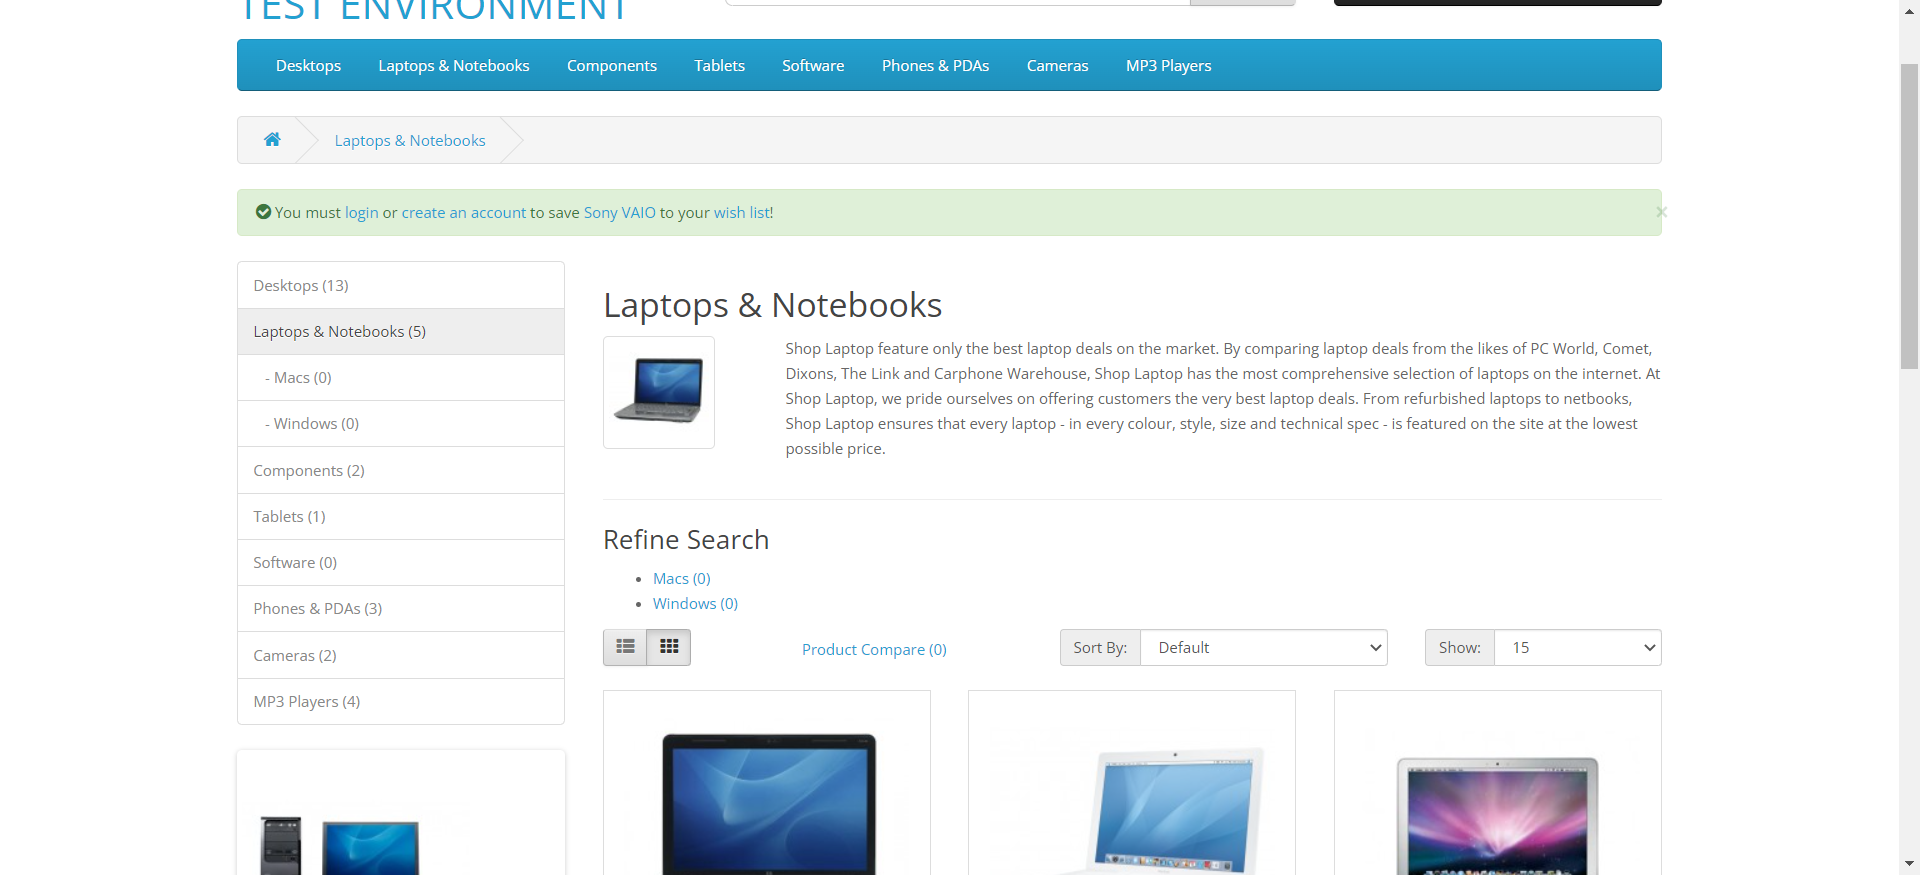 TEST ENVIRONMENT
Desktops Laptops & Notebooks Components Tablets Software Phones & PDAs Cameras MP3 Players
Laptops & Notebooks
You must login or create an account to save Sony VAIO to your wish list!
×
Desktops (13)
Laptops & Notebooks (5)
- Macs (0)
- Windows (0)
Components (2)
Tablets (1)
Software (0)
Phones & PDAs (3)
Cameras (2)
MP3 Players (4)
Laptops & Notebooks
Shop Laptop feature only the best laptop deals on the market. By comparing laptop deals from the likes of PC World, Comet,
Dixons, The Link and Carphone Warehouse, Shop Laptop has the most comprehensive selection of laptops on the internet. At
Shop Laptop, we pride ourselves on offering customers the very best laptop deals. From refurbished laptops to netbooks,
Shop Laptop ensures that every laptop - in every colour, style, size and technical spec - is featured on the site at the lowest
possible price.
Refine Search
• Macs (0)
• Windows (0)
Product Compare (0)
Sort By: Default
Show: 15